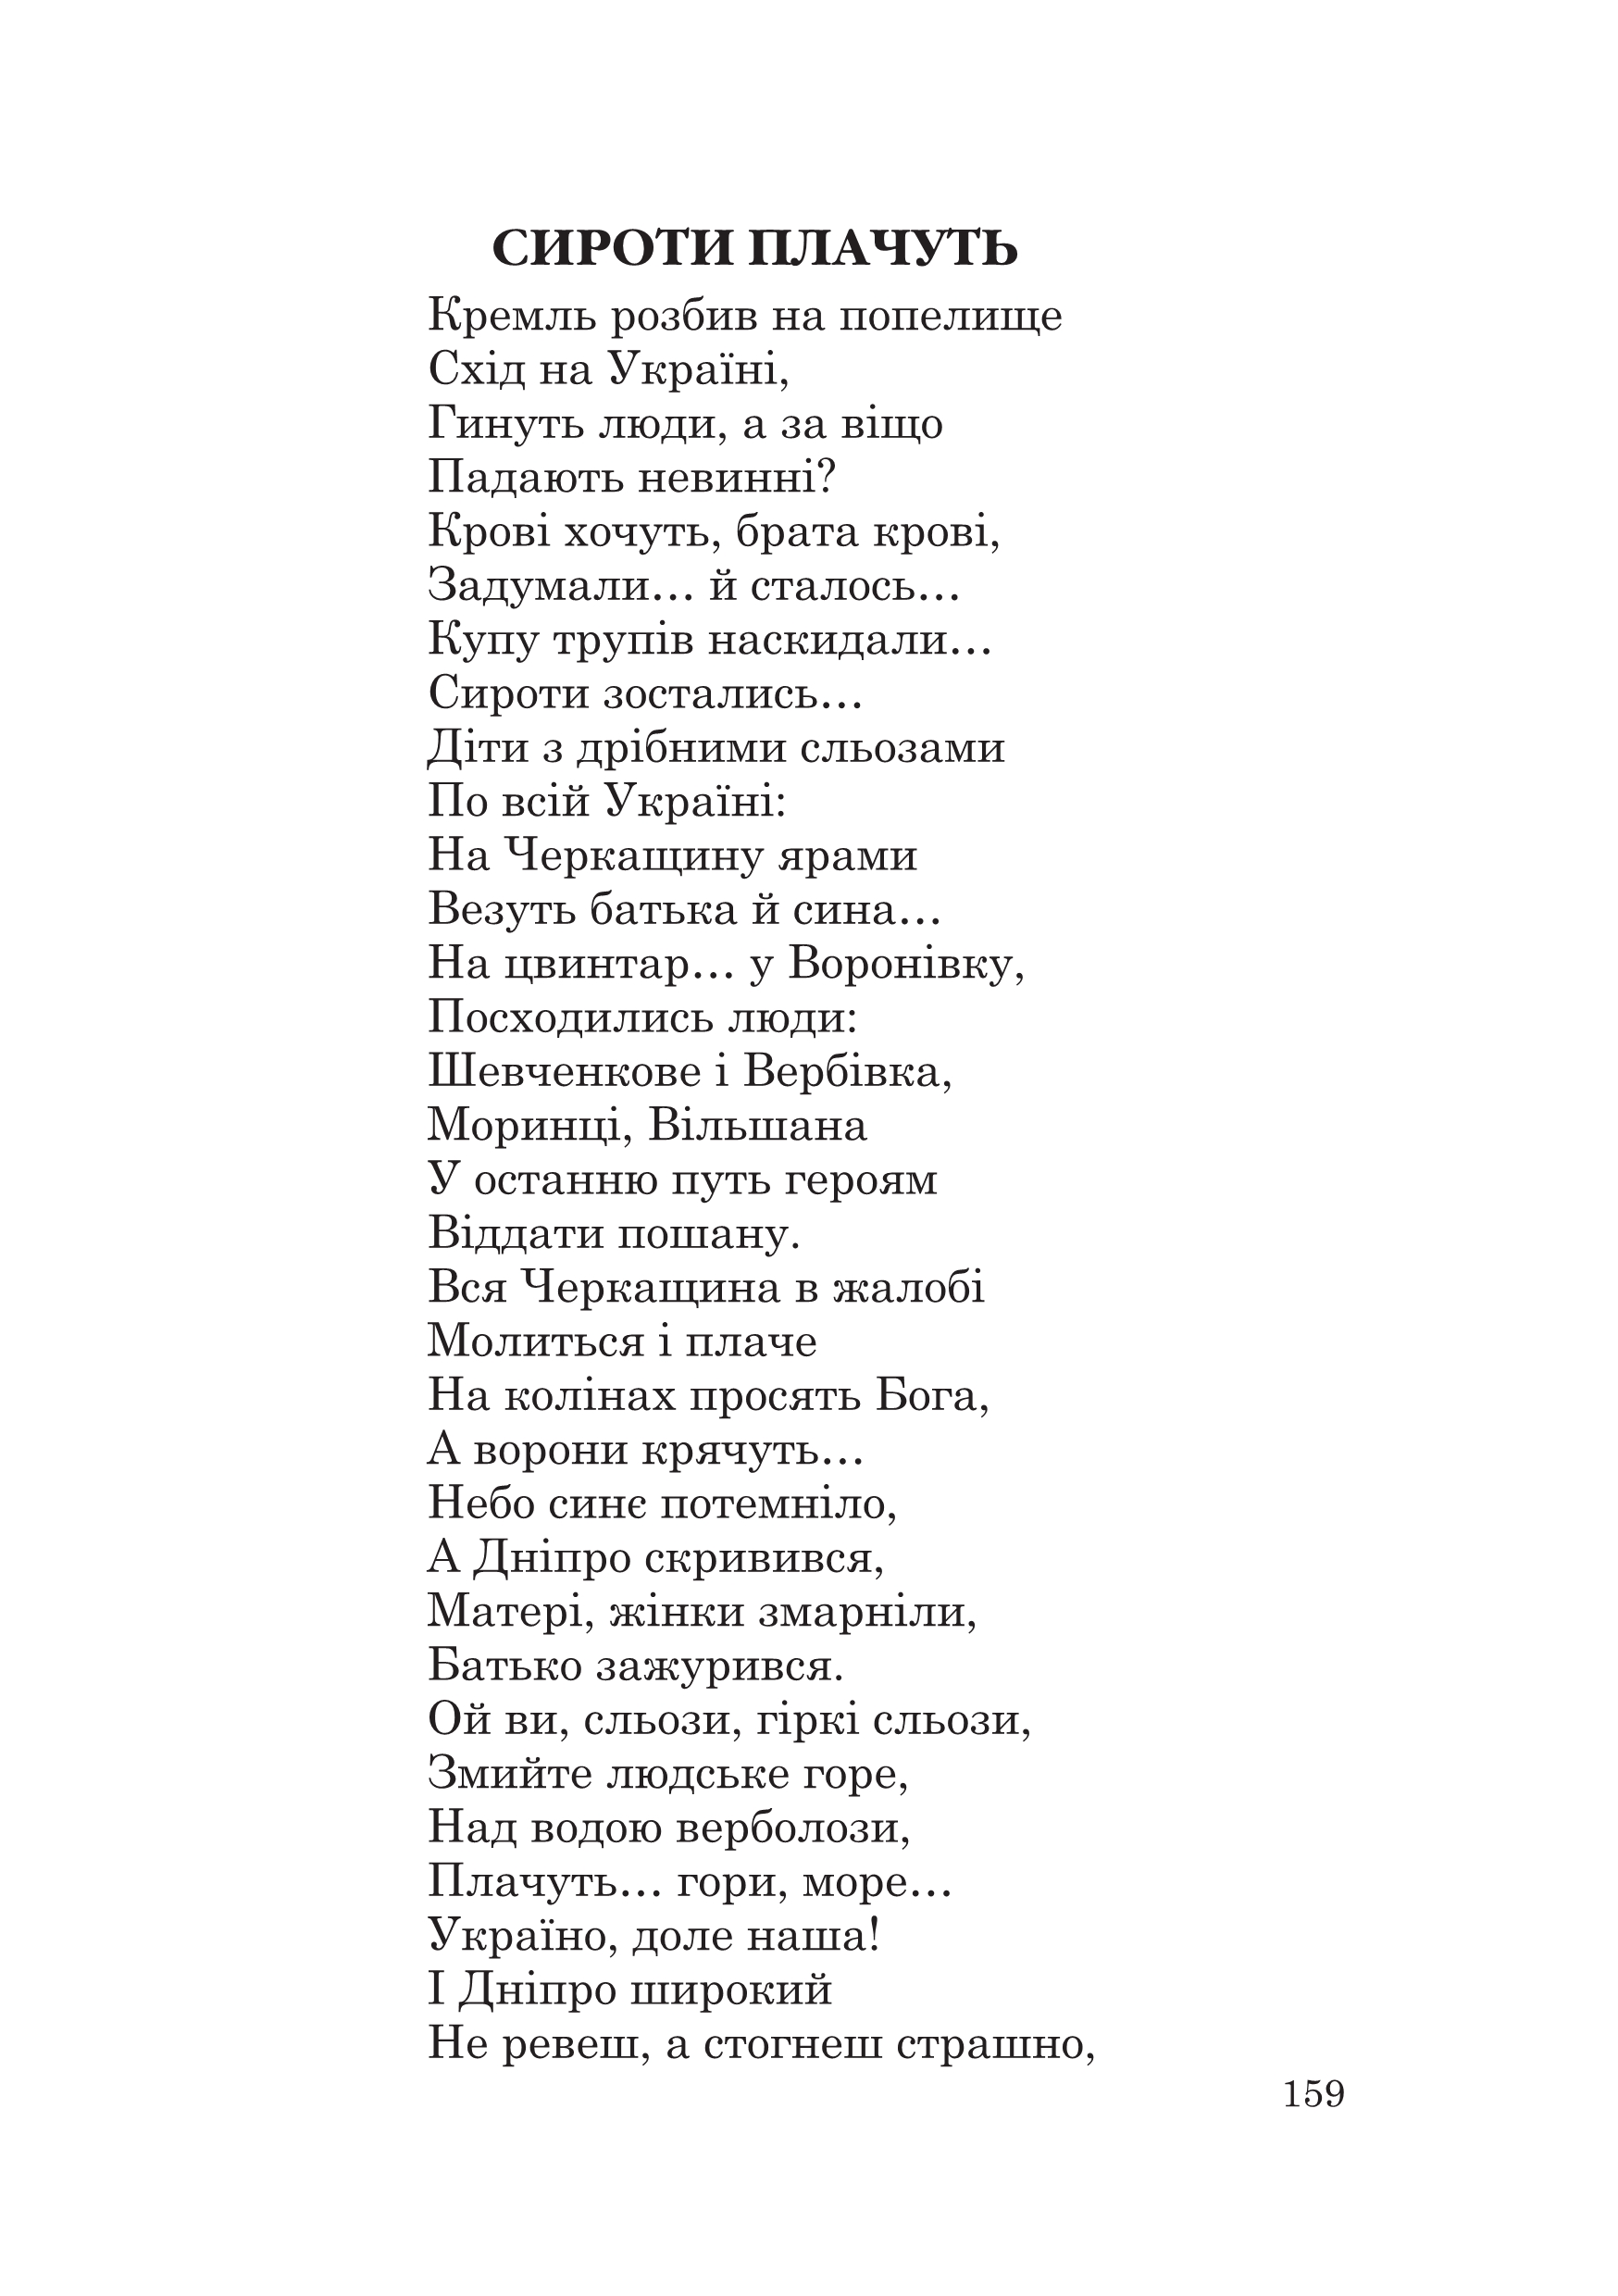 СИРОТИ ПЛАЧУТЬ
Кремль розбив на попелище
Схід на Україні,
Гинуть люди, а за віщо
Падають невинні?
Крові хочуть, брата крові,
Задумали... й сталось...
Купу трупів наскидали...
Сироти зостались...
Діти з дрібними сльозами
По всій Україні:
На Черкащину ярами
Везуть батька й сина...
На цвинтар... у Воронівку,
Посходились люди:
Шевченкове і Вербівка,
Моринці, Вільшана
У останню путь героям
Віддати пошану.
Вся Черкащина в жалобі
Молиться і плаче
На колінах просять Бога,
А ворони крячуть...
Небо синє потемніло,
А Дніпро скривився,
Матері, жінки змарніли,
Батько зажурився.
Ой ви, сльози, гіркі сльози,
Змийте людське горе,
Над водою верболози,
Плачуть... гори, море...
Україно, доле наша!
І Дніпро широкий
Не ревеш, а стогнеш страшно,
159